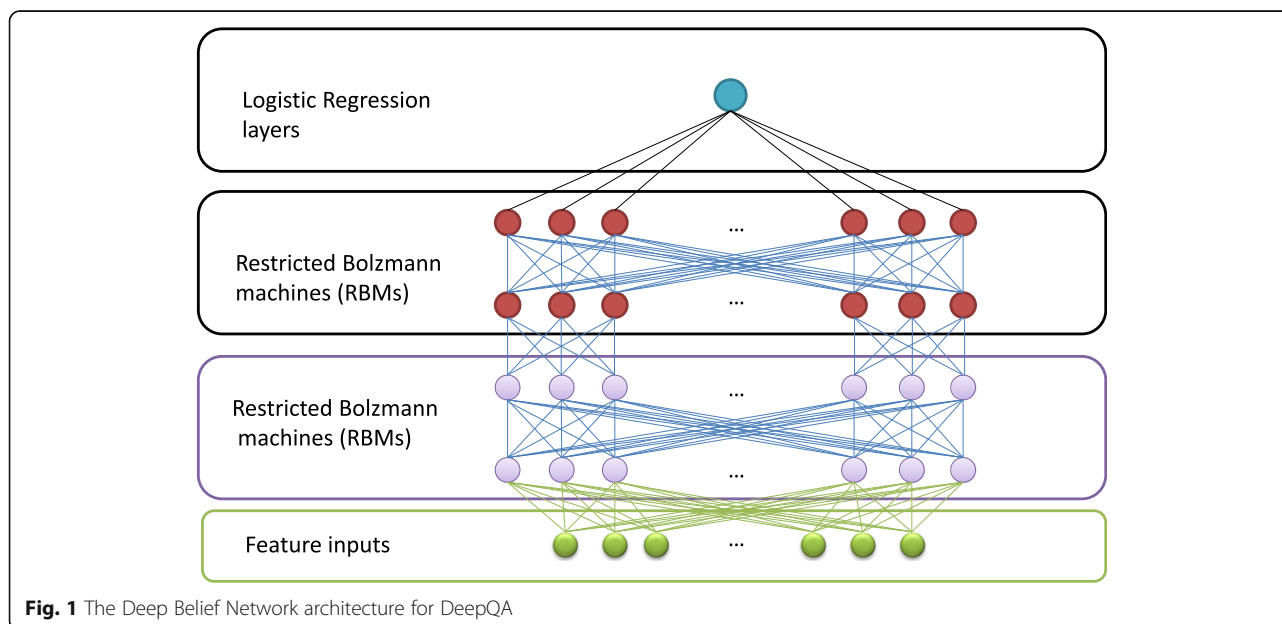 Logistic Regression
layers
...
Restricted Bolzmann
machines (RBMs)
...
...
Restricted Bolzmann
machines (RBMs)
...
Feature inputs
...
Fig. 1 The Deep Belief Network architecture for DeepQA